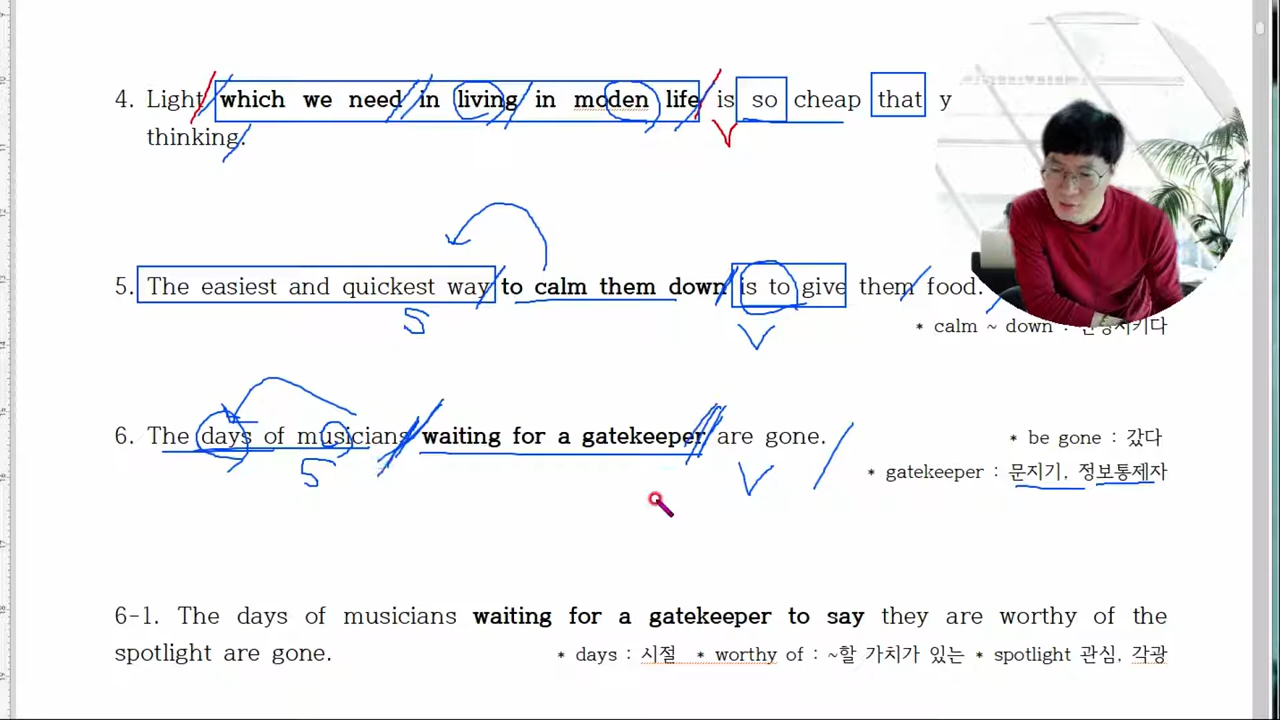 4. Light which we need in living in moden life is so cheap that y
thinking.
5. The easiest and quickest way to calm them down is to give them food.
S
V
* calm ~ down :
6. The days of musicians waiting for a gatekeeper are gone.
* be gone : 갔다
S
V
* gatekeeper : 문지기, 정보통제자
6-1. The days of musicians waiting for a gatekeeper to say they are worthy of the
spotlight are gone.
* days : 시절 * worthy of : ~할 가치가 있는 * spotlight 관심, 각광